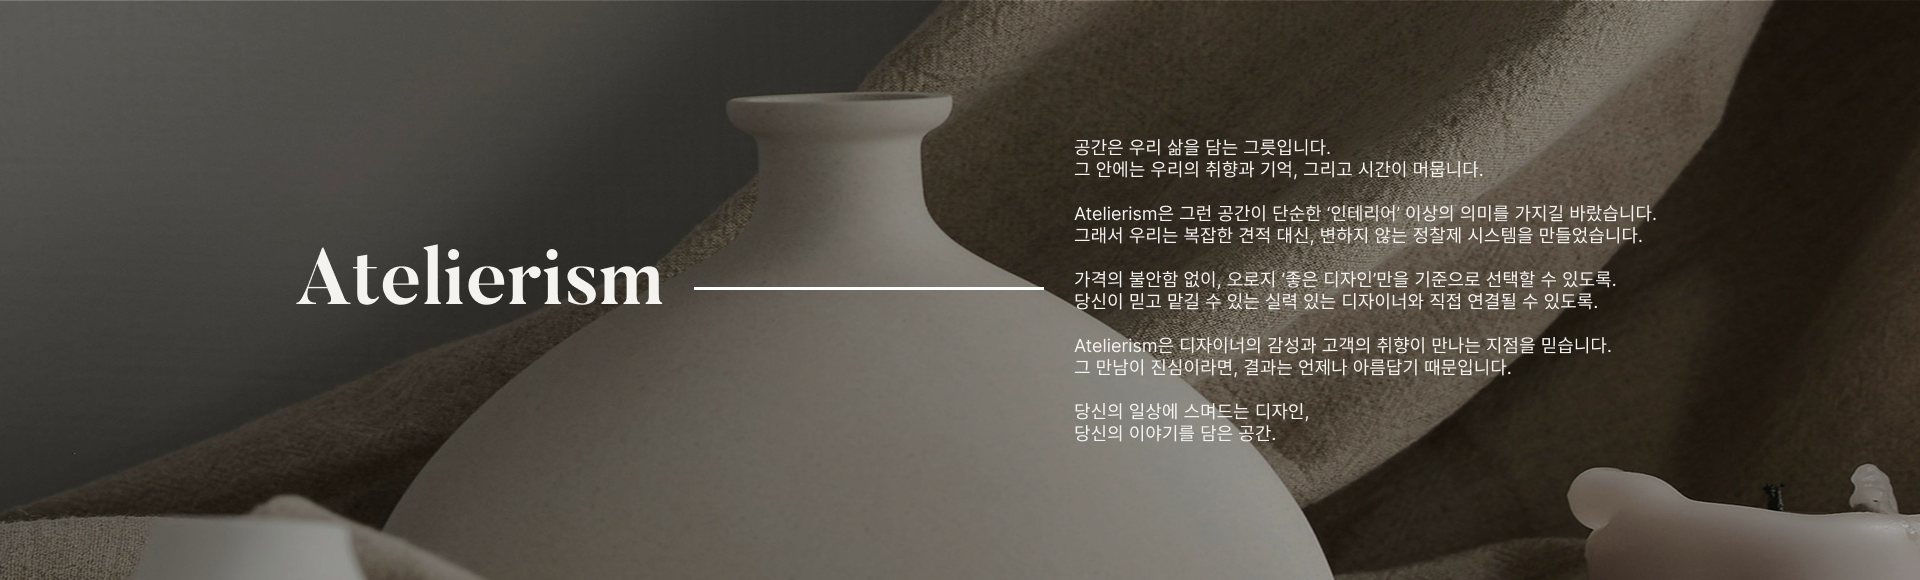 Atelierism
공간은 우리 삶을 담는 그릇입니다.
그 안에는 우리의 취향과 기억, 그리고 시간이 머뭅니다.
Atelierism은 그런 공간이 단순한 ‘인테리어’ 이상의 의미를 가지길 바랐습니다.
그래서 우리는 복잡한 견적 대신, 변하지 않는 정찰제 시스템을 만들었습니다.
가격의 불안함 없이, 오로지 ‘좋은 디자인’만을 기준으로 선택할 수 있도록.
당신이 믿고 맡길 수 있는 실력 있는 디자이너와 직접 연결될 수 있도록.
Atelierism은 디자이너의 감성과 고객의 취향이 만나는 지점을 믿습니다.
그 만남이 진심이라면, 결과는 언제나 아름답기 때문입니다.
당신의 일상에 스며드는 디자인,
당신의 이야기를 담은 공간.